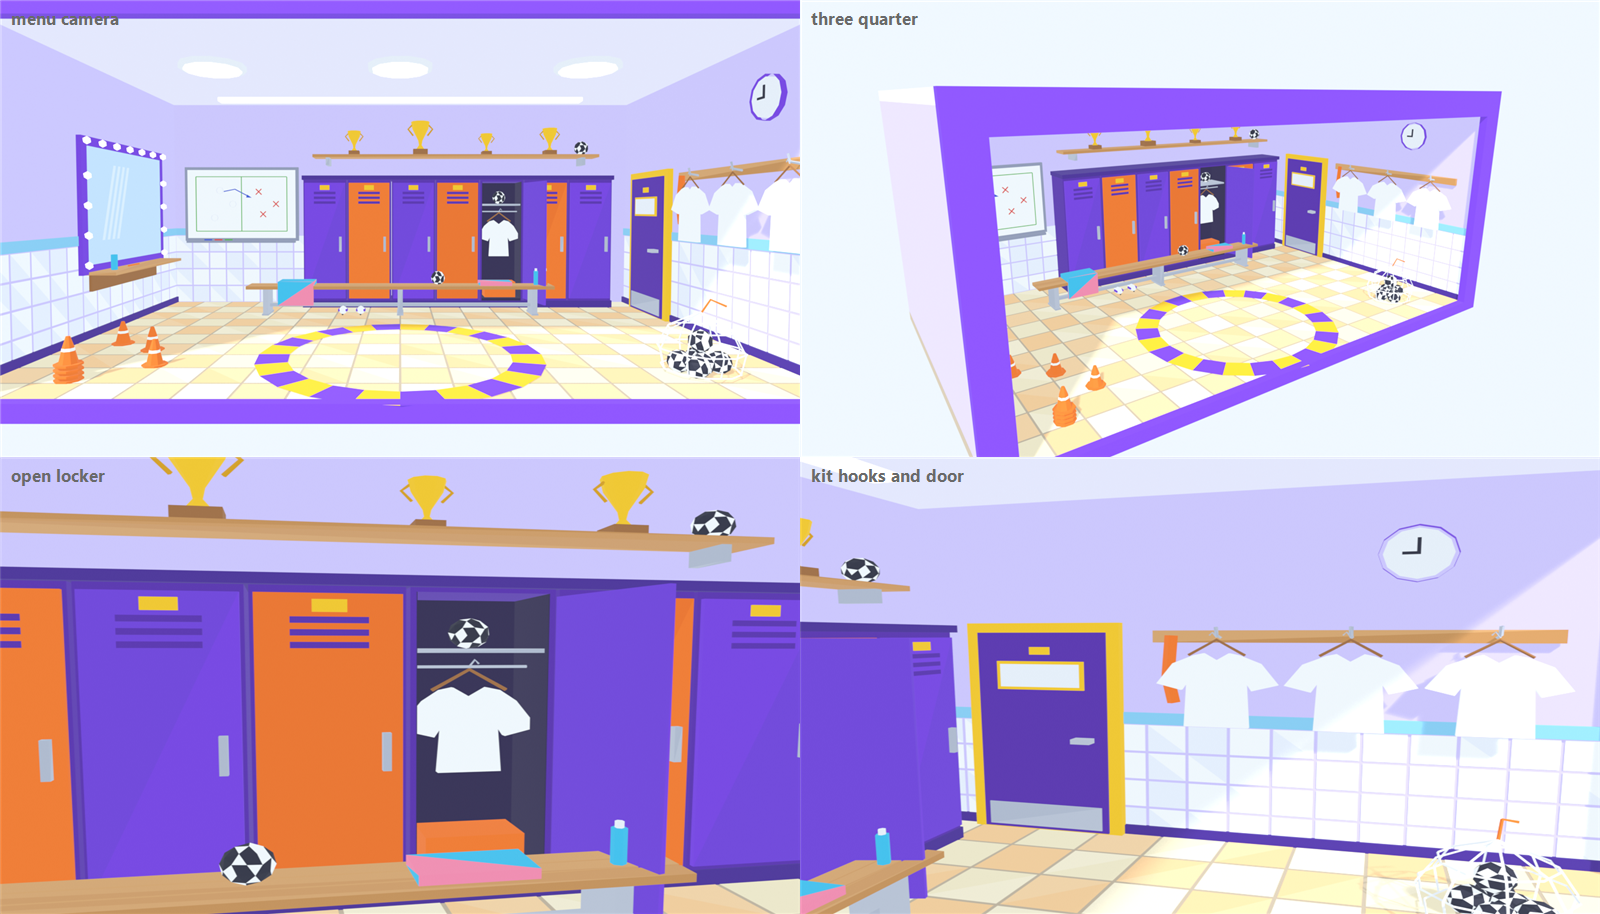 menu camera
three quarter
open locker
kit hooks and door